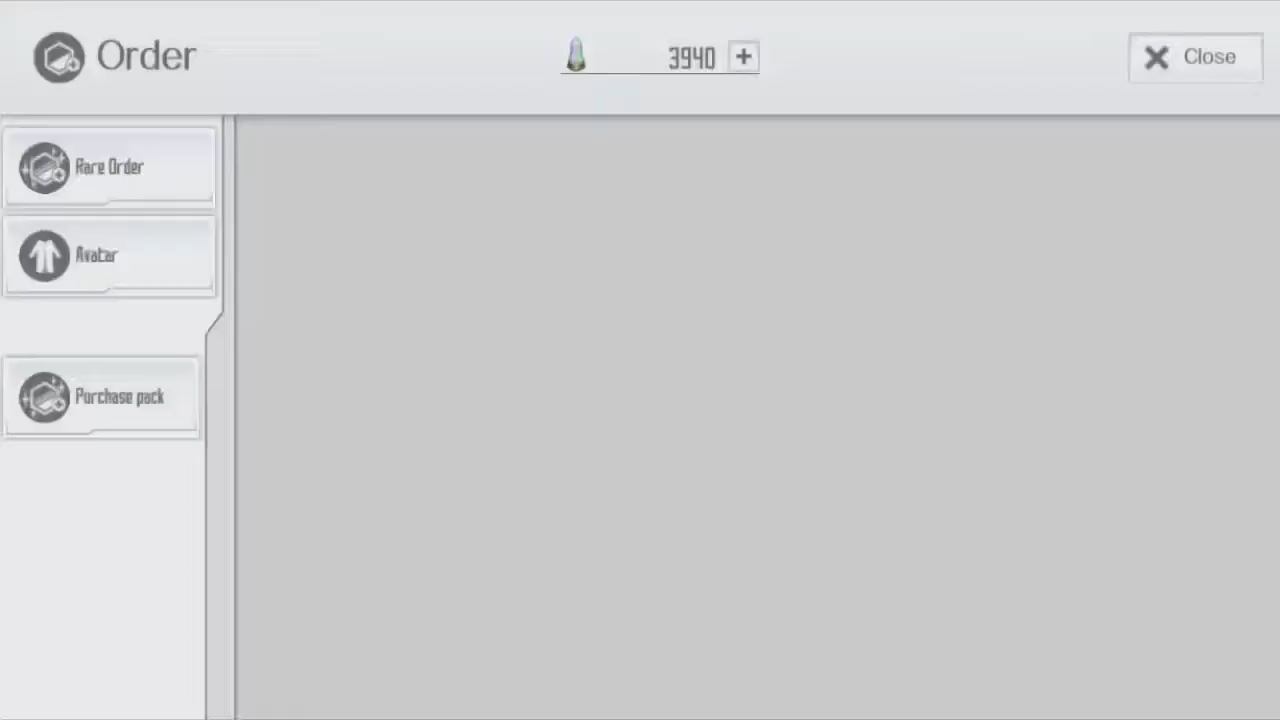 Order
3940 +
Close
Rare Order
Avatar
Purchase pack